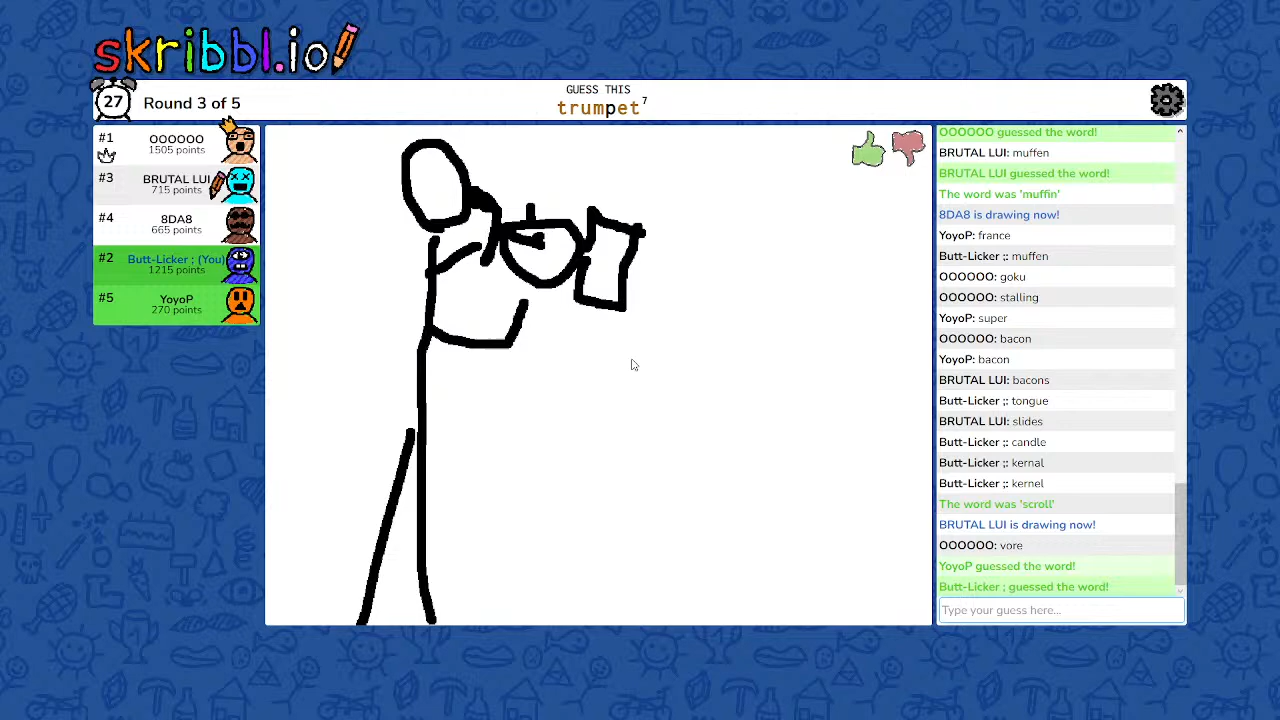 skribbl.io
27
Round 3 of 5
GUESS THIS
trumpet 7
#1
OOOOOO
1505 points
#3
BRUTAL LUI
715 points
#4
8DA8
665 points
#2
Butt-Licker ; (You)
1215 points
#5
YoyoP
270 points
OOOOOO guessed the word!
BRUTAL LUI: muffen
BRUTAL LUI guessed the word!
The word was 'muffin'
8DA8 is drawing now!
YoyoP: france
Butt-Licker ;: muffen
OOOOOO: goku
OOOOOO: stalling
YoyoP: super
OOOOOO: bacon
YoyoP: bacon
BRUTAL LUI: bacons
Butt-Licker ;: tongue
BRUTAL LUI: slides
Butt-Licker ;: candle
Butt-Licker ;: kernal
Butt-Licker ;: kernel
The word was 'scroll'
BRUTAL LUI is drawing now!
OOOOOO: vore
YoyoP guessed the word!
Butt-Licker ; guessed the word!
Type your guess here...